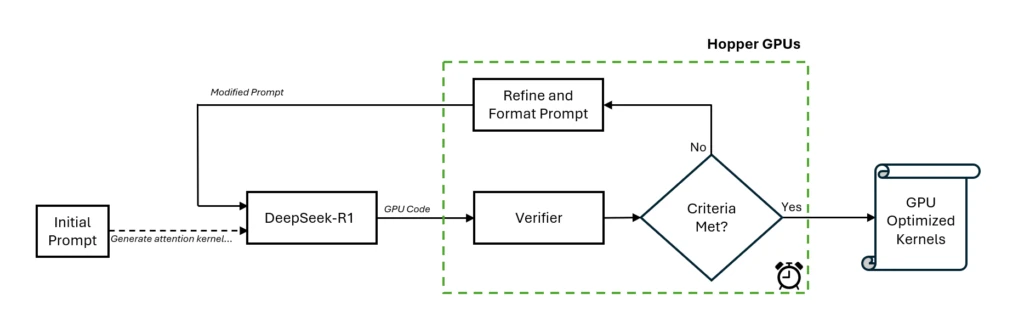 Hopper GPUs
Modified Prompt
Refine and
Format Prompt
No
Initial
Prompt
Generate attention kernel...
DeepSeek-R1
GPU Code
Verifier
Criteria
Met?
Yes
GPU
Optimized
Kernels